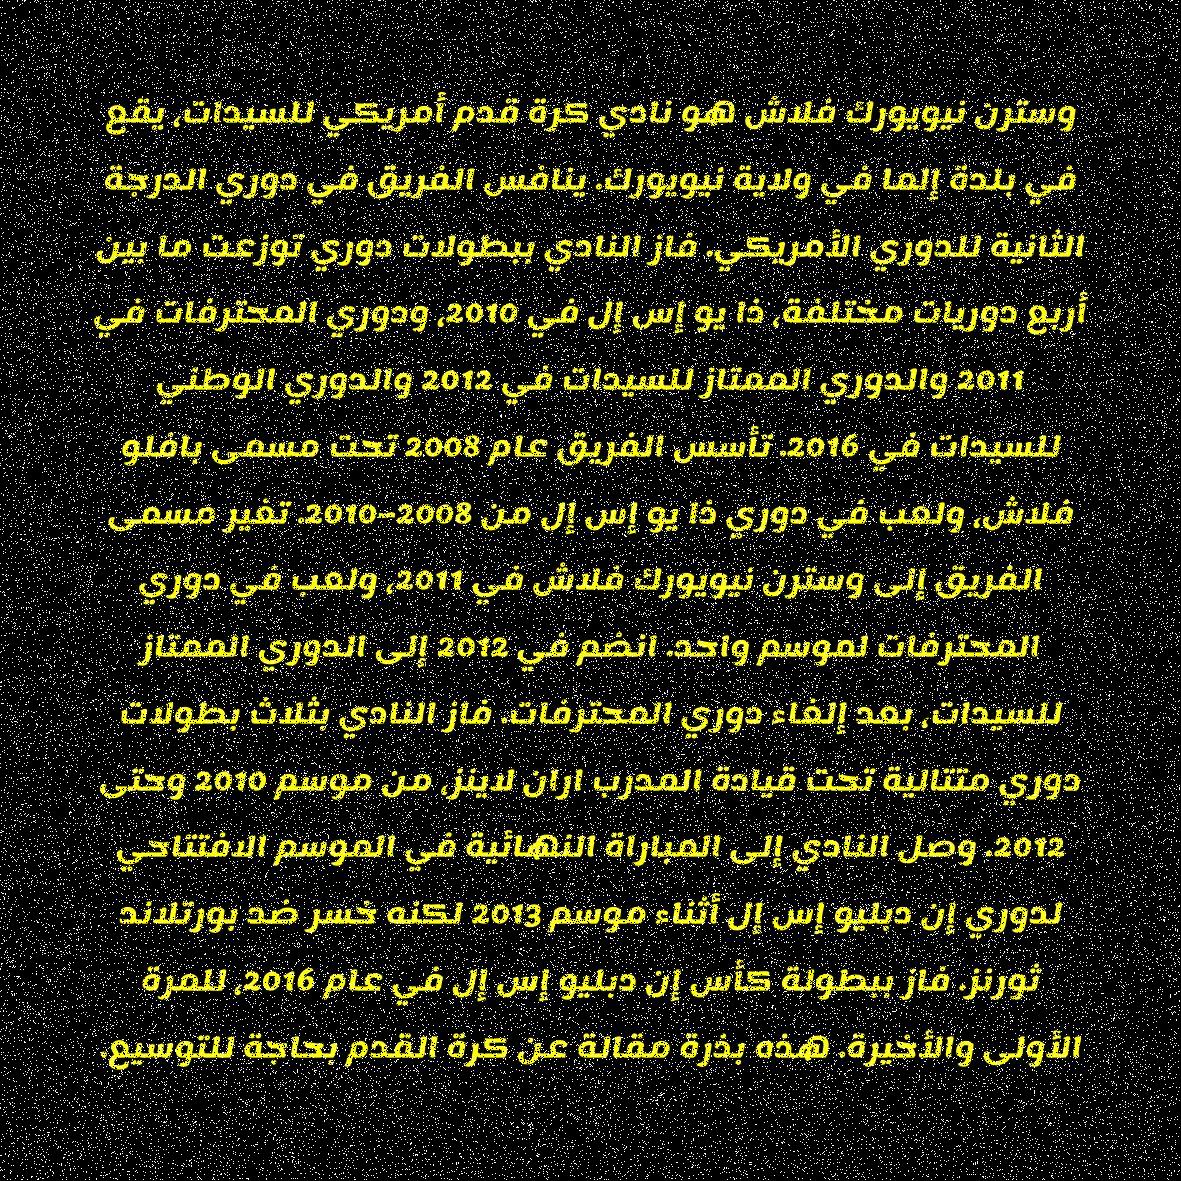 وسترن نيويورك فلاش هو نادي كرة قدم أمريكي للسيدات، يقع
في بلدة إلما في ولاية نيويورك. ينافس الفريق في دوري الدرجة
الثانية للدوري الأمريكي. فاز النادي ببطولات دوري توزعت ما بين
أربع دوريات مختلفة، ذا يو إس إل في 2010، ودوري المحترفات في
2011 والدوري الممتاز للسيدات في 2012 والدوري الوطني
للسيدات في 2016. تأسس الفريق عام 2008 تحت مسمى بافلو
فلاش، ولعب في دوري ذا يو إس إل من 2008-2010. تغير مسمى
الفريق إلى وسترن نيويورك فلاش في 2011، ولعب في دوري
المحترفات لموسم واحد. انضم في 2012 إلى الدوري الممتاز
للسيدات، بعد إلغاء دوري المحترفات. فاز النادي بثلاث بطولات
دوري متتالية تحت قيادة المدرب اران لاينز، من موسم 2010 وحتى
2012. وصل النادي إلى المباراة النهائية في الموسم الافتتاحي
لدوري إن دبليو إس إل أثناء موسم 2013 لكنه خسر ضد بورتلاند
ثورنز. فاز ببطولة كأس إن دبليو إس إل في عام 2016، للمرة
الأولى والأخيرة. هذه بذرة مقالة عن كرة القدم بحاجة للتوسيع.